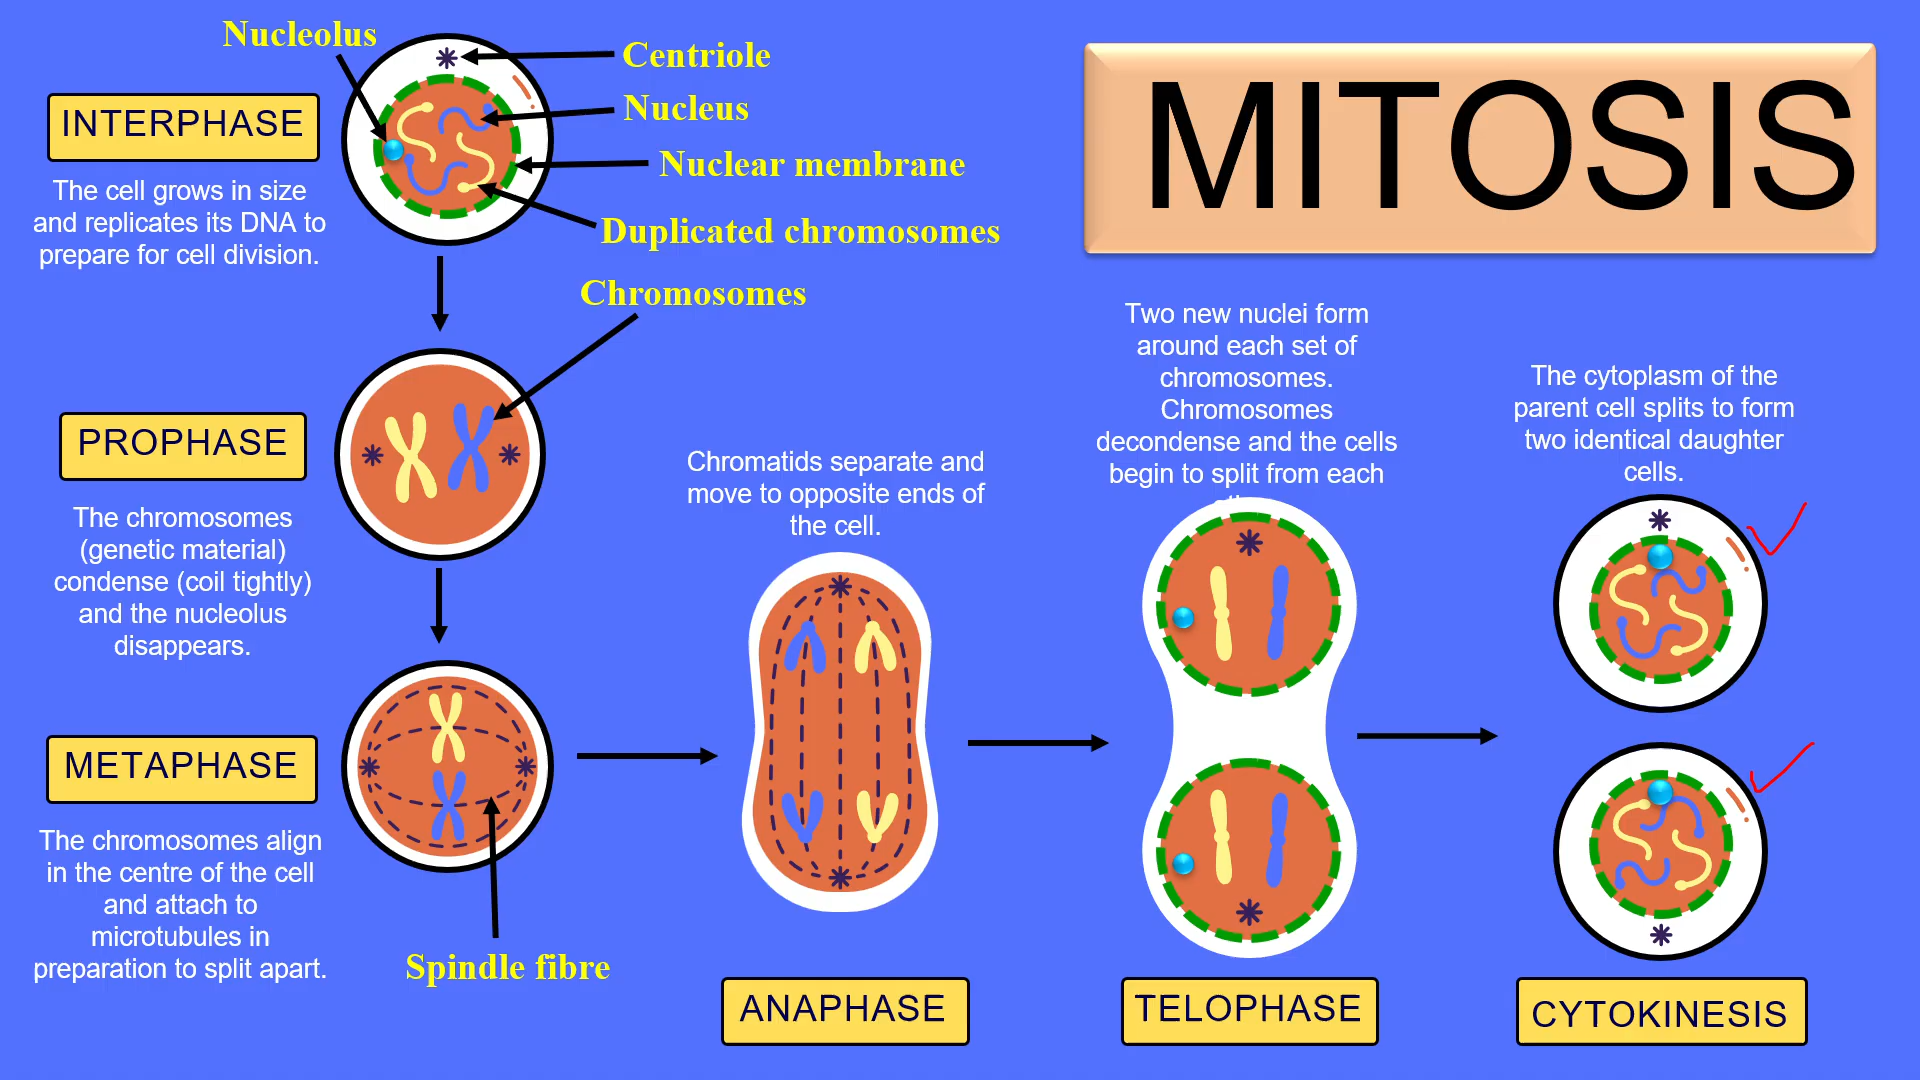 MITOSIS
Nucleolus
Centriole
Nucleus
Nuclear membrane
Duplicated chromosomes
INTERPHASE
The cell grows in size
and replicates its DNA to
prepare for cell division.
Chromosomes
PROPHASE
The chromosomes
(genetic material)
condense (coil tightly)
and the nucleolus
disappears.
METAPHASE
The chromosomes align
in the centre of the cell
and attach to
microtubules in
preparation to split apart.
Spindle fibre
Chromatids separate and
move to opposite ends of
the cell.
ANAPHASE
Two new nuclei form
around each set of
chromosomes.
Chromosomes
decondense and the cells
begin to split from each
TELOPHASE
The cytoplasm of the
parent cell splits to form
two identical daughter
cells.
CYTOKINESIS